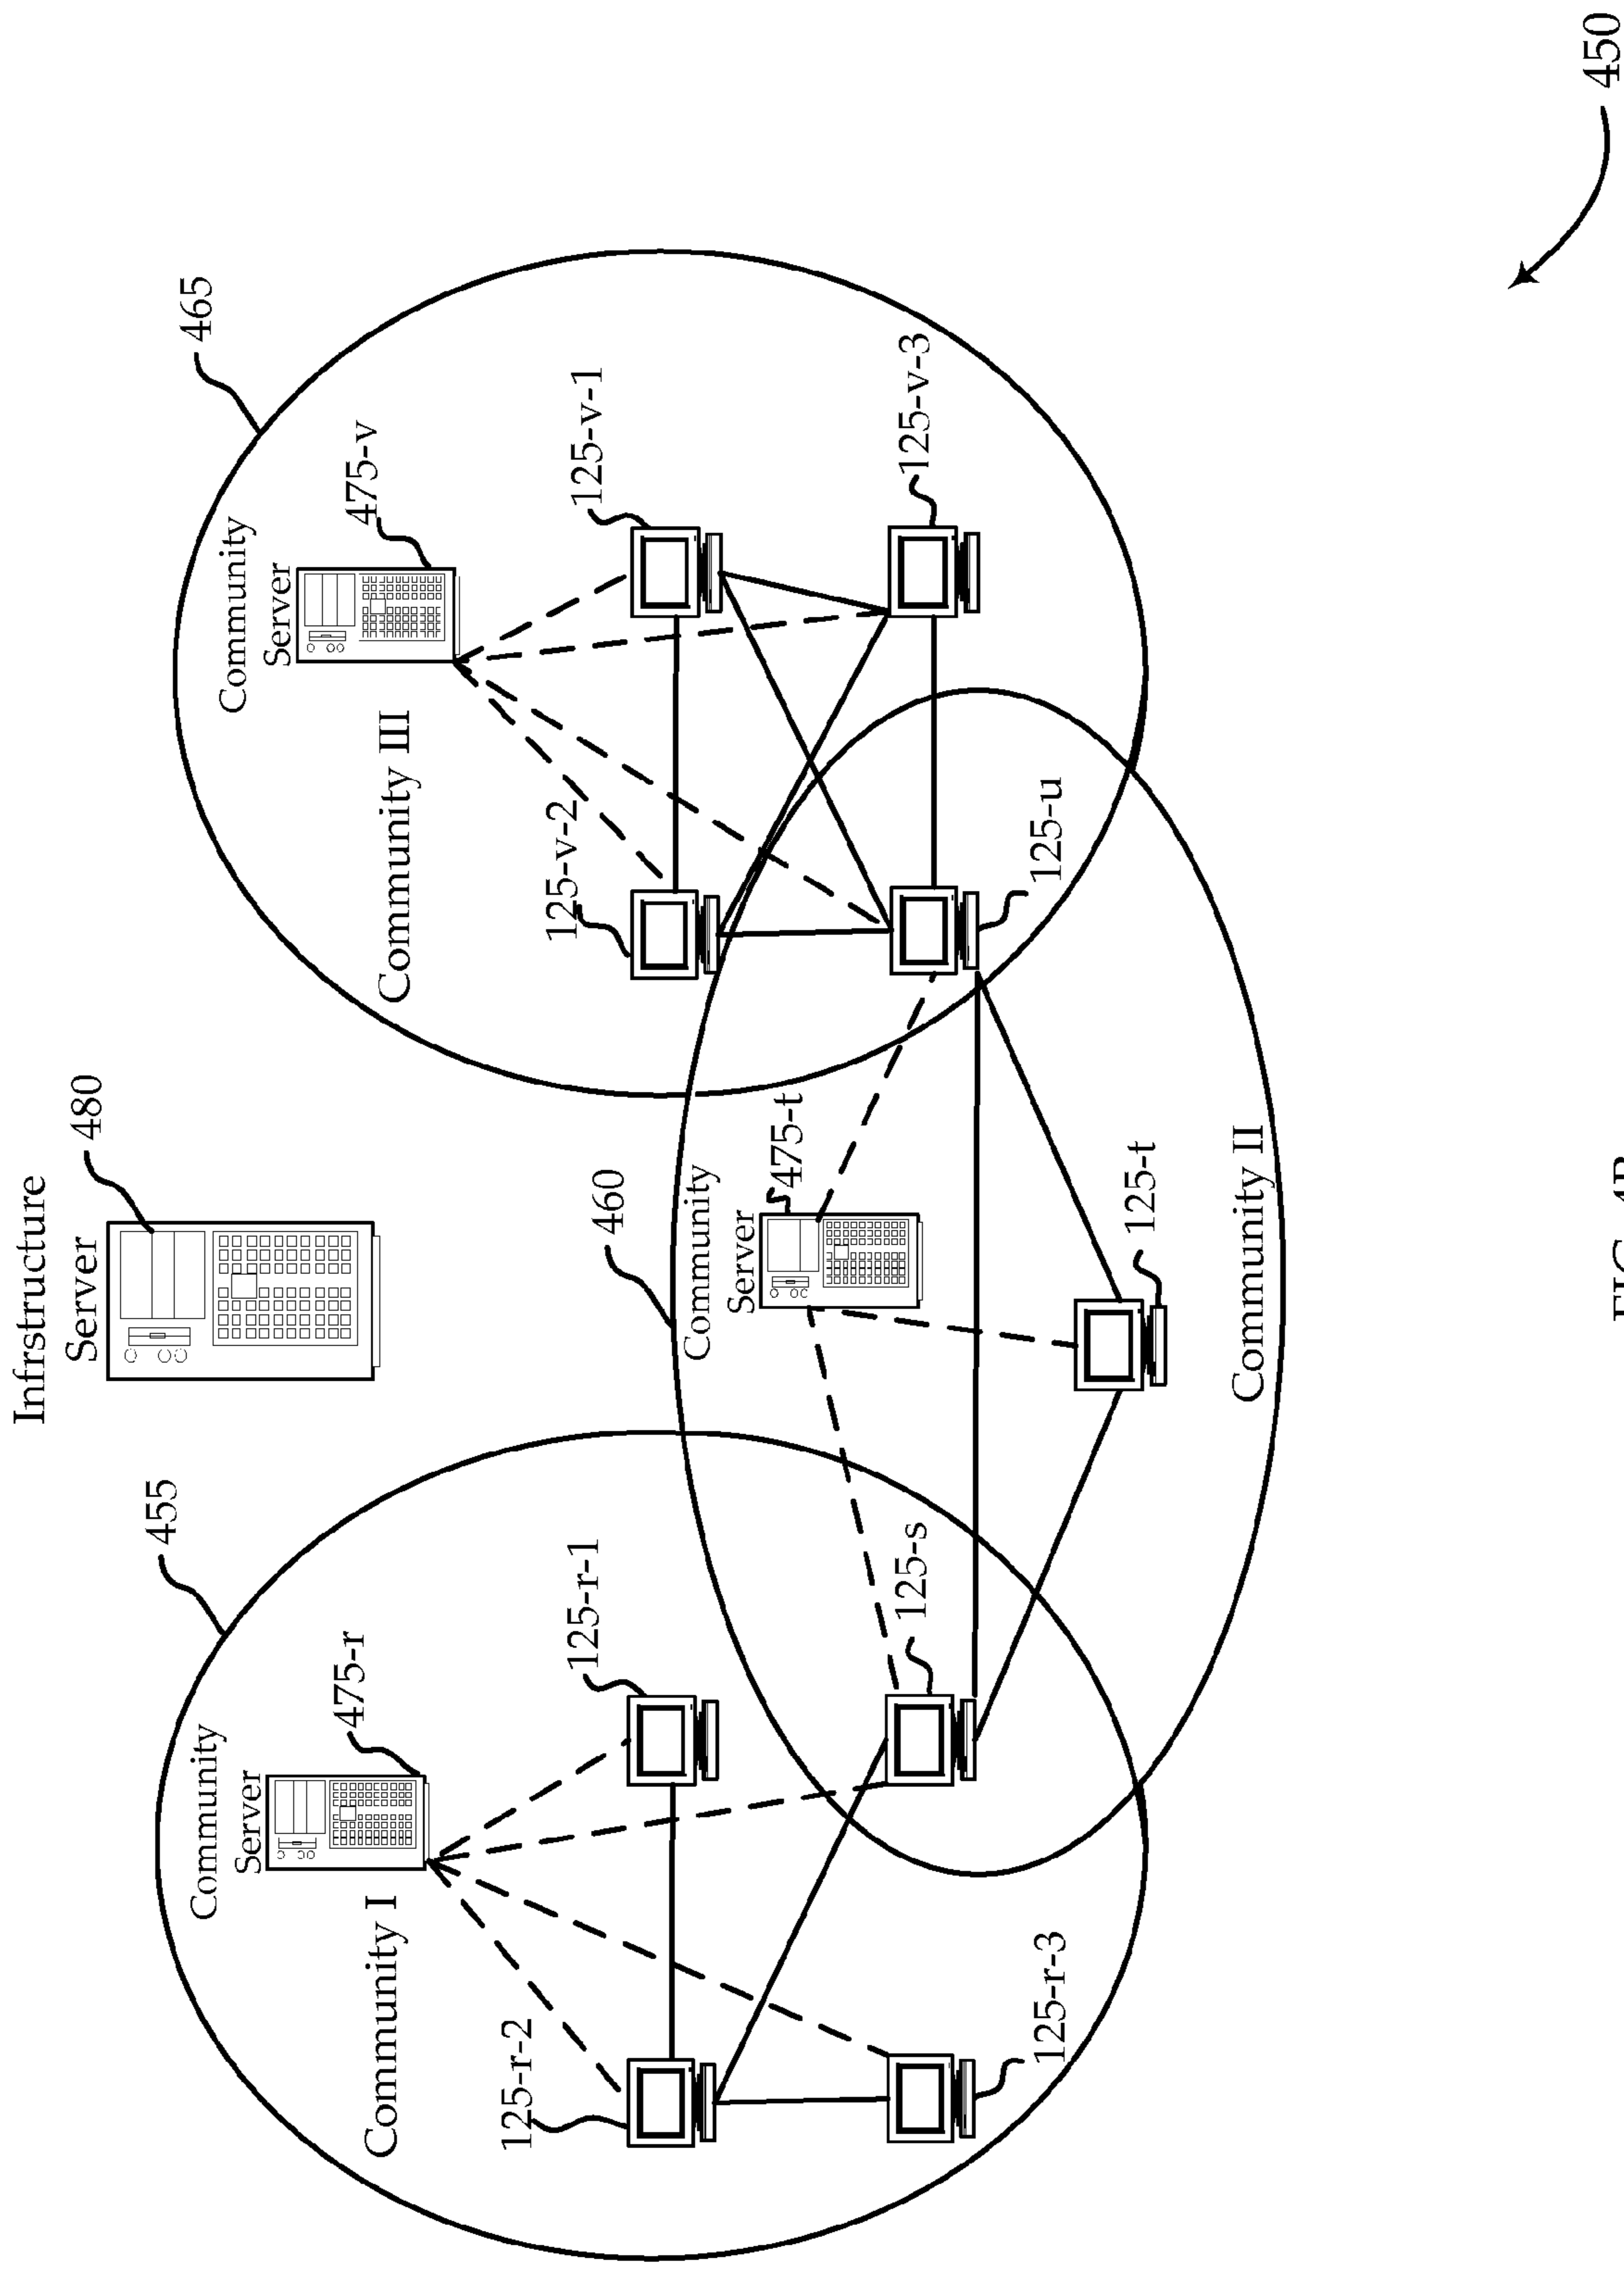 Infrstructure
Server
480
455
465
Community
Server
475-r
Community I
Community
Server
475-v
Community III
125-r-1
125-r-2
125-v-1
125-v-2
460
Community
Server
475-t
125-s
125-r-3
125-v-3
125-u
125-t
Community II
450